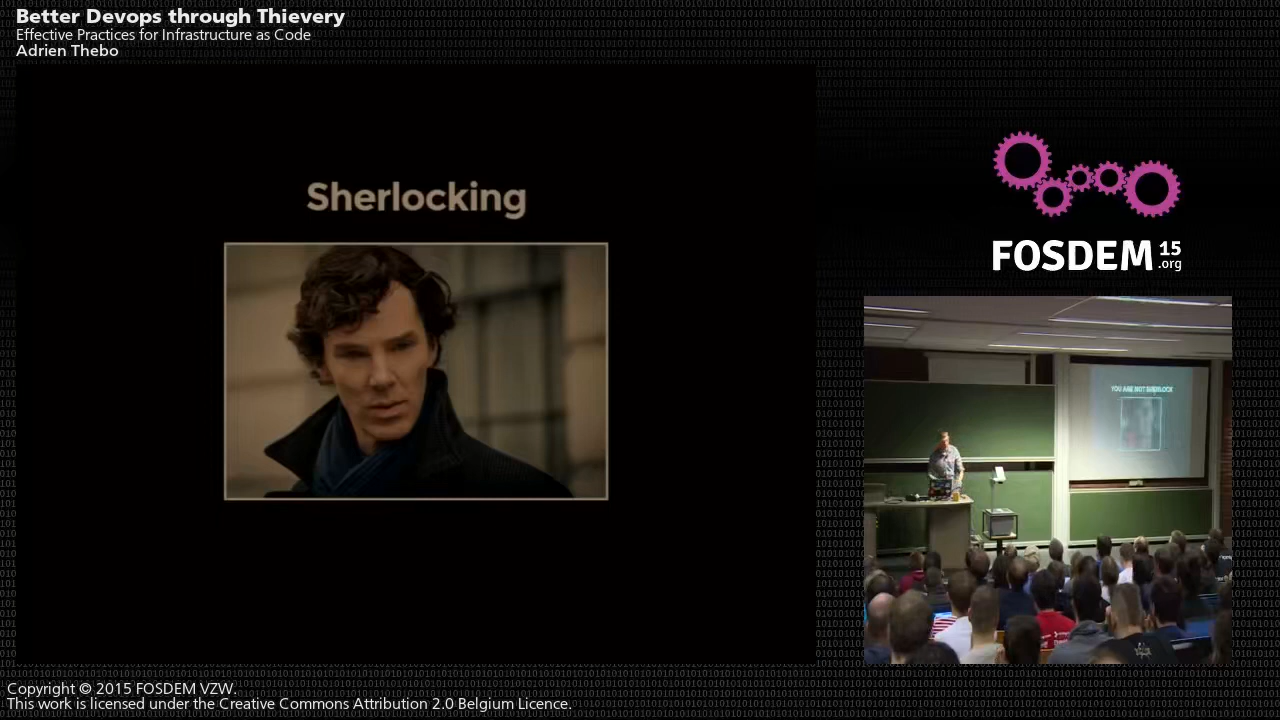 Better Devops through Thievery
Effective Practices for Infrastructure as Code
Adrien Thebo
Sherlocking
FOSDEM 15
.org
YOU ARE NOT SHERLOCK
Copyright © 2015 FOSDEM VZW.
This work is licensed under the Creative Commons Attribution 2.0 Belgium Licence.